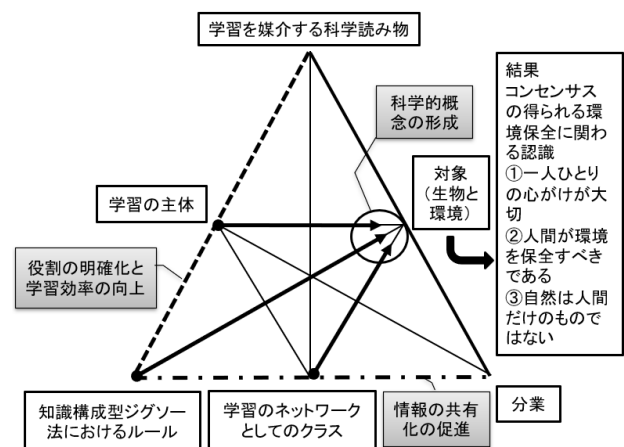 学習を媒介する科学読み物
科学的概
念の形成
結果
コンセンサス
の得られる環
境保全に関わ
る認識
①一人ひとり
の心がけが大
切
②人間が環境
を保全すべき
である
③自然は人間
だけのもので
はない
対象
(生物と
環境)
学習の主体
役割の明確化と
学習効率の向上
知識構成型ジグソー
法におけるルール
学習のネットワーク
としてのクラス
情報の共有
化の促進
分業